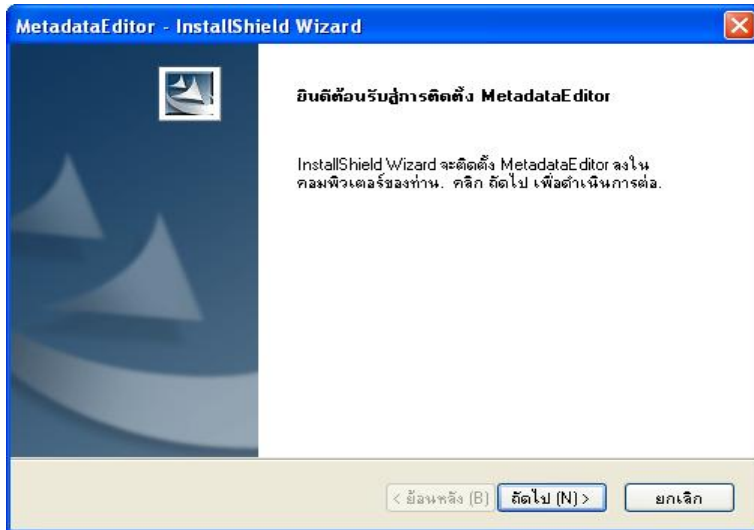 MetadataEditor - InstallShield Wizard
ยินดีต้อนรับสู่การติดตั้ง MetadataEditor
InstallShield Wizard จะติดตั้ง MetadataEditor ลงใน
คอมพิวเตอร์ของท่าน. คลิก ถัดไป เพื่อดำเนินการต่อ.
< ย้อนหลัง (B) ถัดไป (N) > ยกเลิก